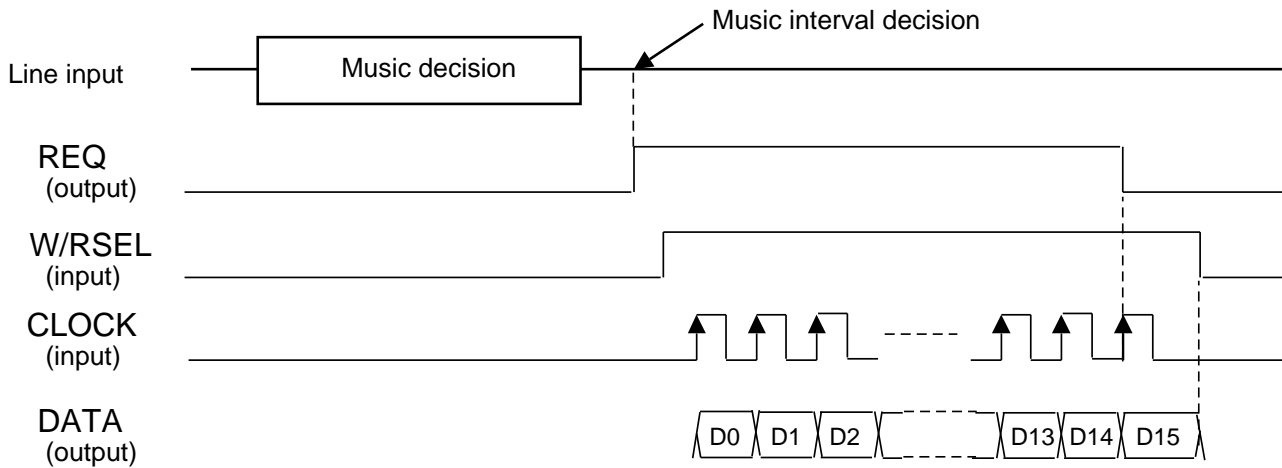 Music interval decision
Line input
Music decision
REQ
(output)
W/RSEL
(input)
CLOCK
(input)
DATA
(output)
D0 D1 D2 D13 D14 D15